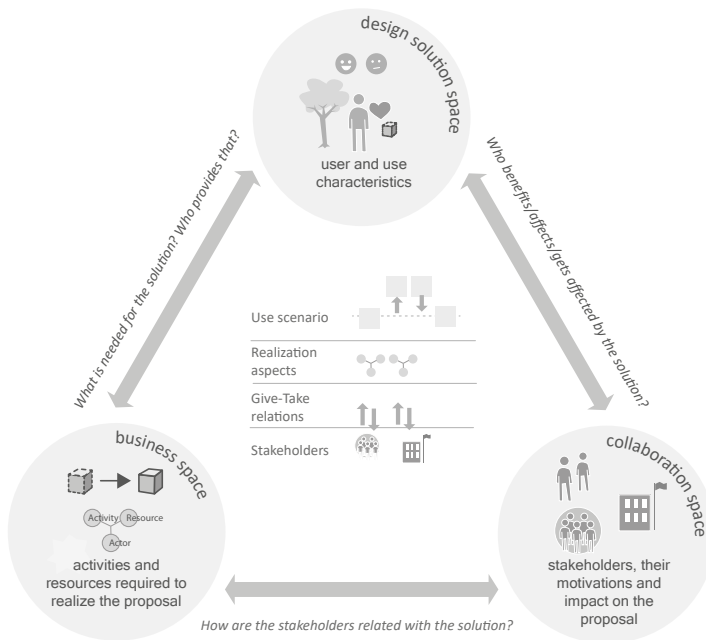 design solution space
user and use
characteristics
What is needed for the solution? Who provides that?
Who benefits/affects/gets affected by the solution?
Use scenario
Realization
aspects
Give-Take
relations
Stakeholders
business space
Activity Resource
Actor
activities and
resources required to
realize the proposal
collaboration space
stakeholders, their
motivations and
impact on the
proposal
How are the stakeholders related with the solution?